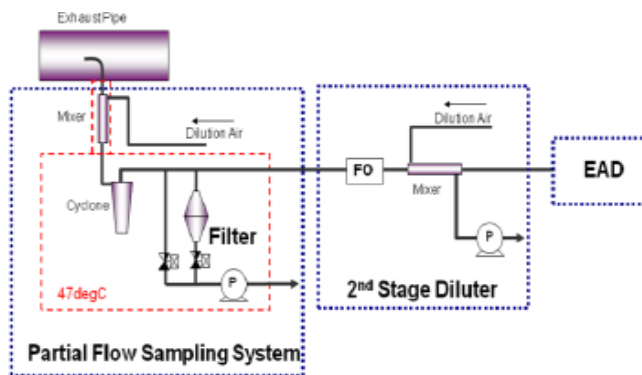 ExhaustPipe
Mixer
Dilution Air
Dilution Air
FO
EAD
Mixer
Cyclone
Filter
P
P
47degC
2nd Stage Diluter
Partial Flow Sampling System